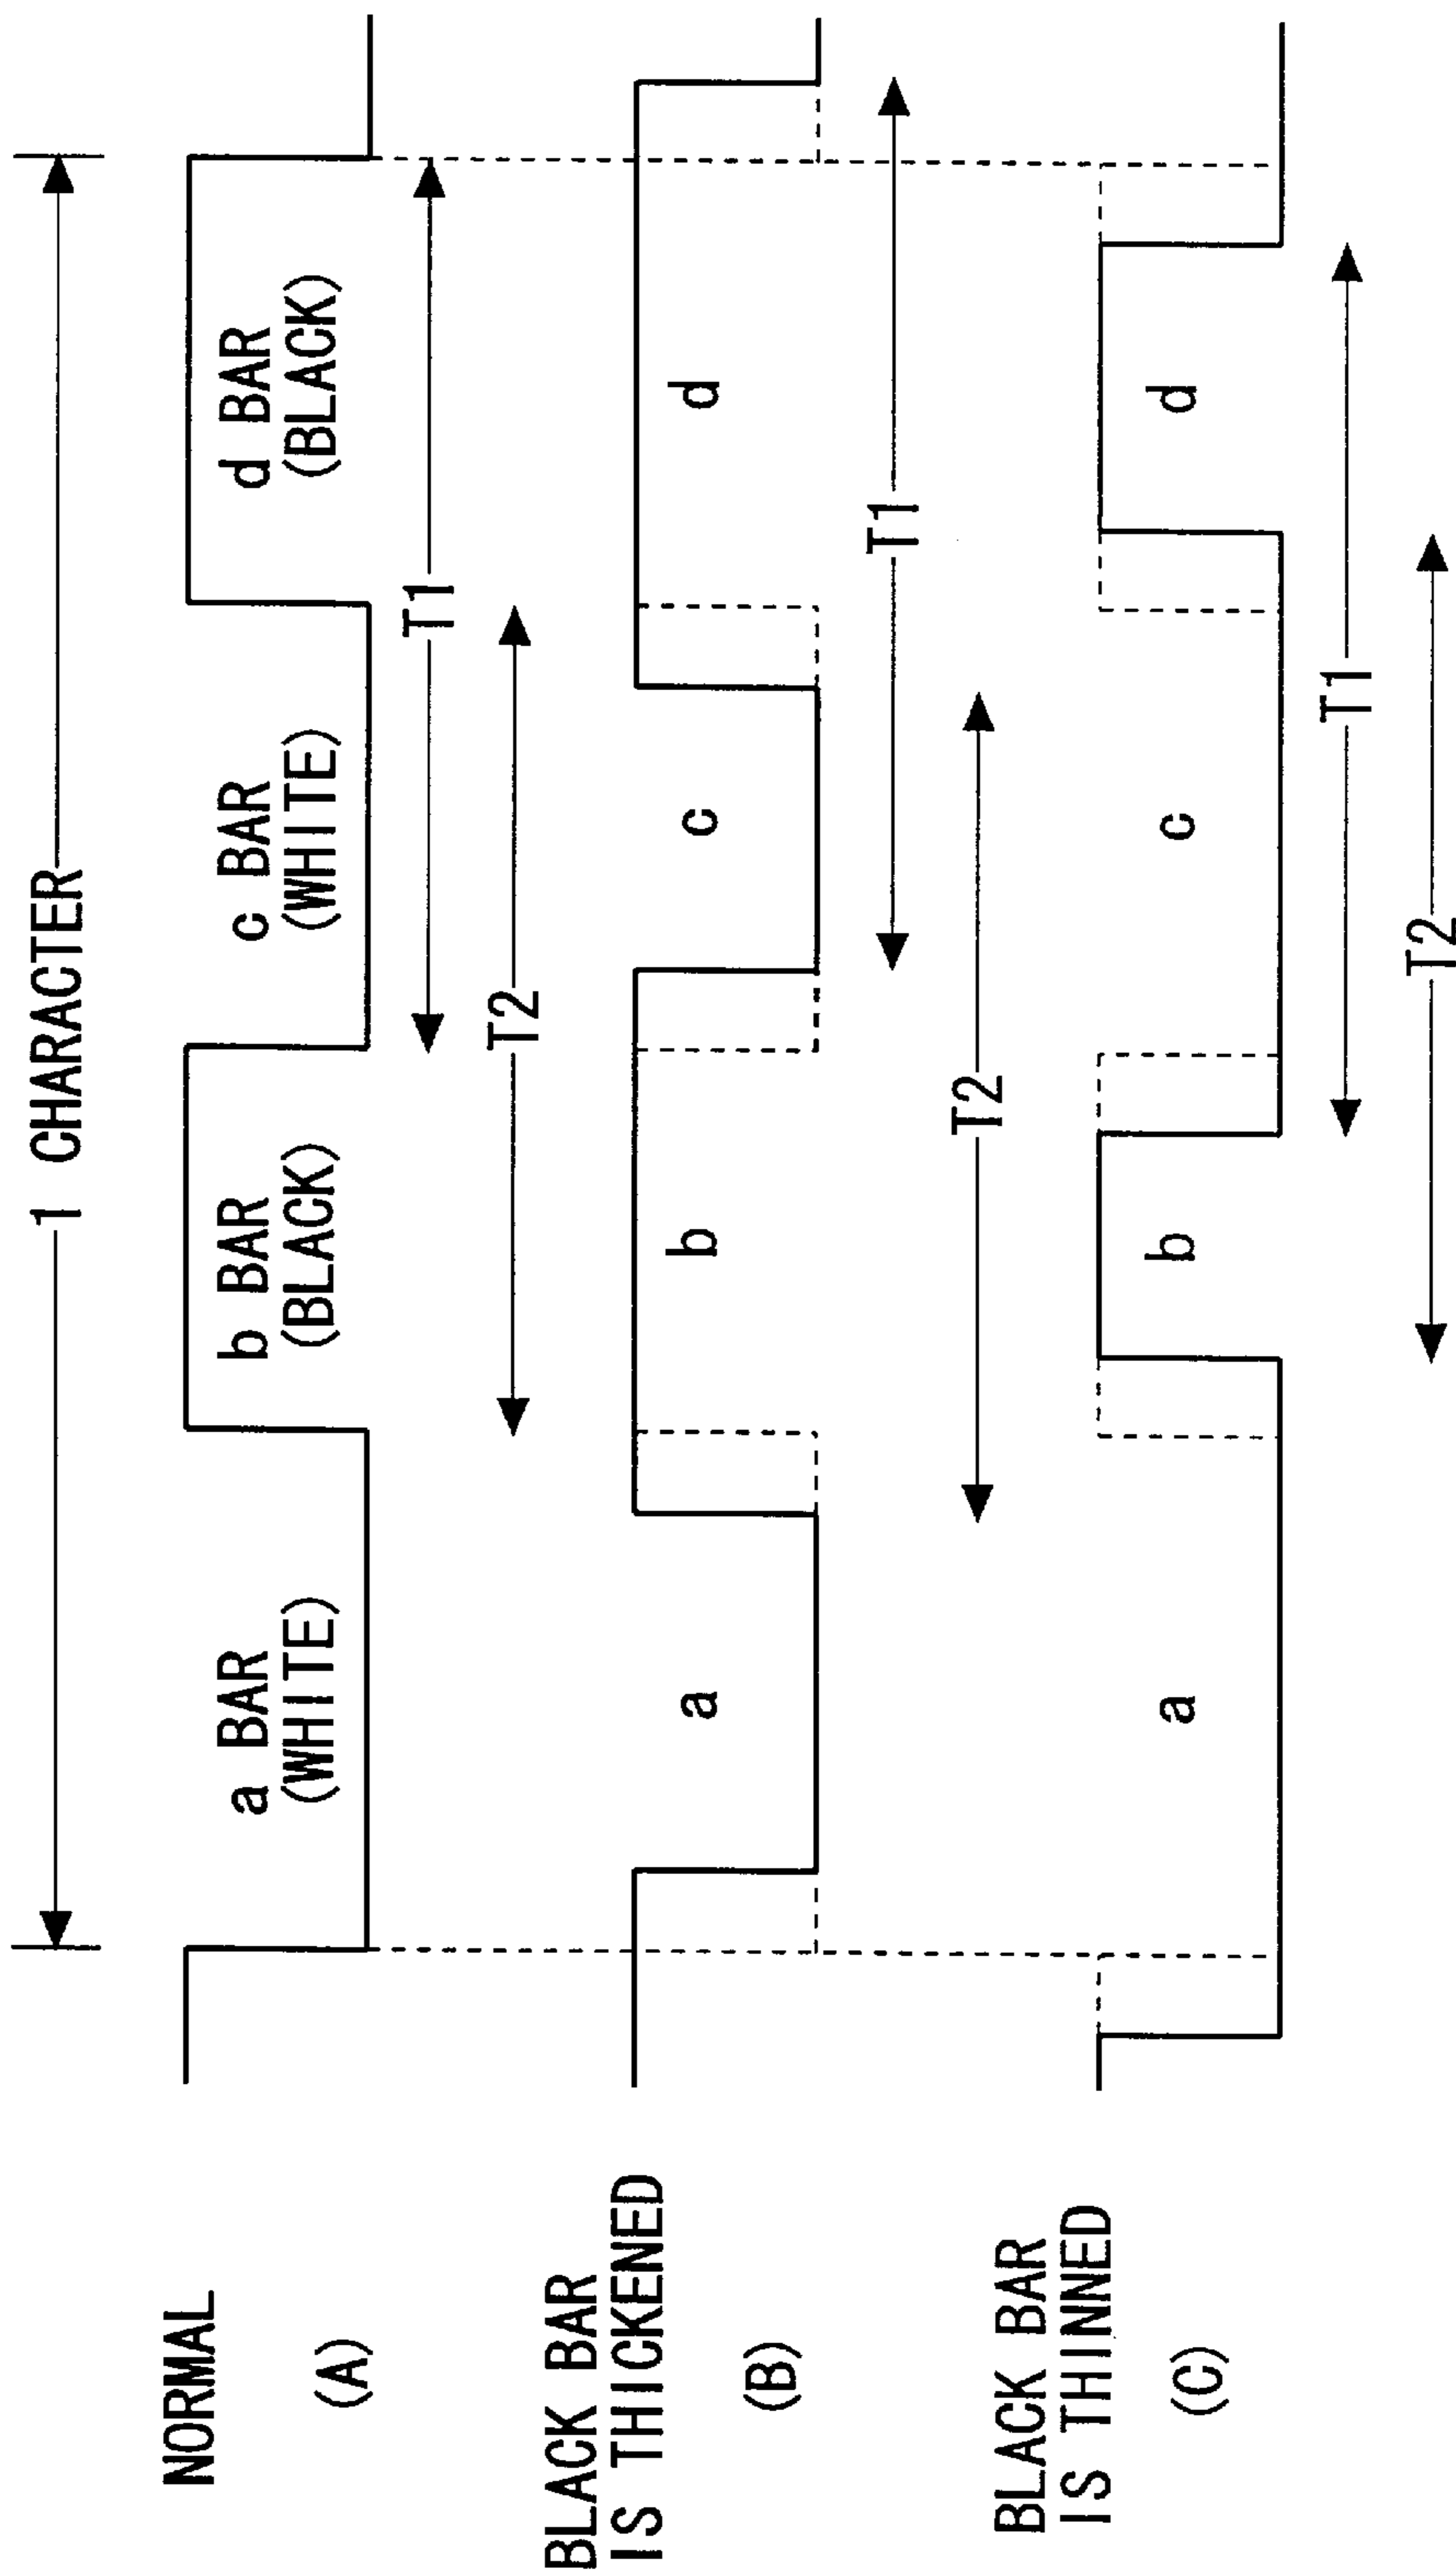 1 CHARACTER
NORMAL
(A)
a BAR
(WHITE)
b BAR
(BLACK)
c BAR
(WHITE)
d BAR
(BLACK)
T1
T2
BLACK BAR
IS THICKENED
(B)
a
b
c
d
T1
T2
BLACK BAR
IS THINNED
(C)
a
b
c
d
T1
T2